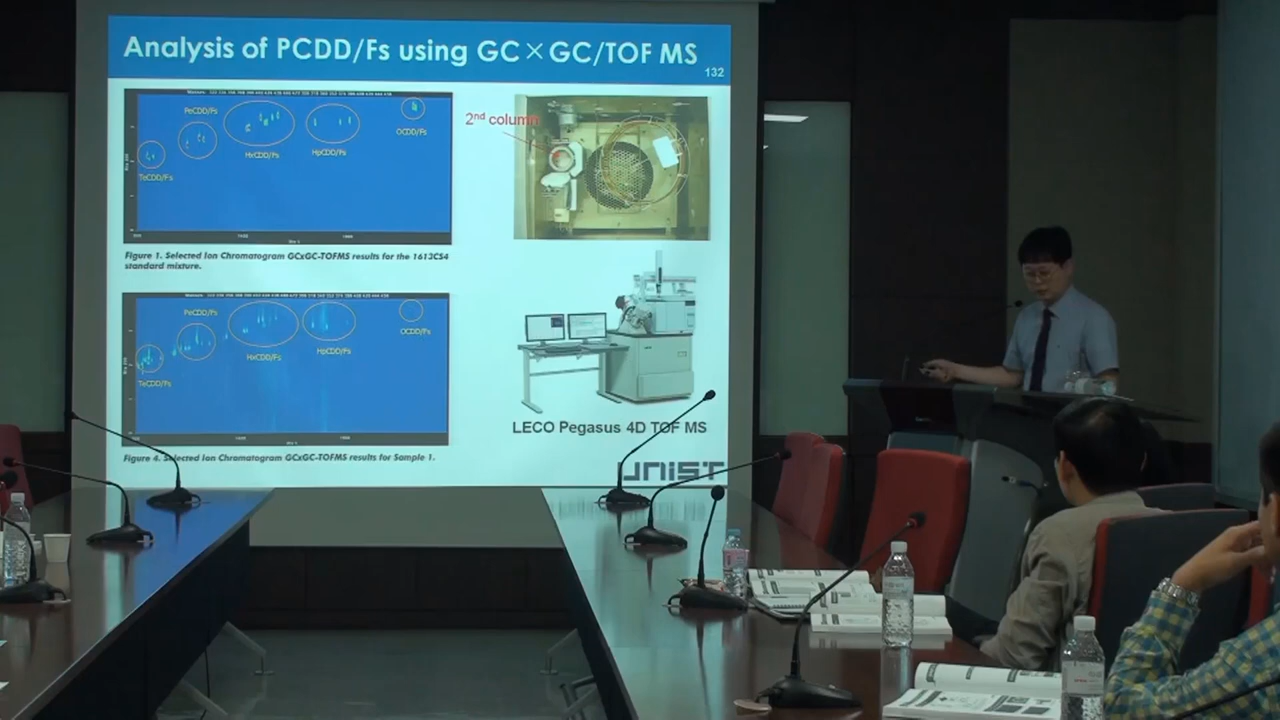 Analysis of PCDD/Fs using GC×GC/TOF MS
132
PeCDD/Fs
OCDD/Fs
HxCDD/Fs
HpCDD/Fs
TeCDD/Fs
2nd column
Figure 1. Selected Ion Chromatogram GCxGC-TOFMS results for the 1613CS4
standard mixture.
PeCDD/Fs
OCDD/Fs
HxCDD/Fs
HpCDD/Fs
TeCDD/Fs
LECO Pegasus 4D TOF MS
Figure 4. Selected Ion Chromatogram GCxGC-TOFMS results for Sample 1.
UNIST